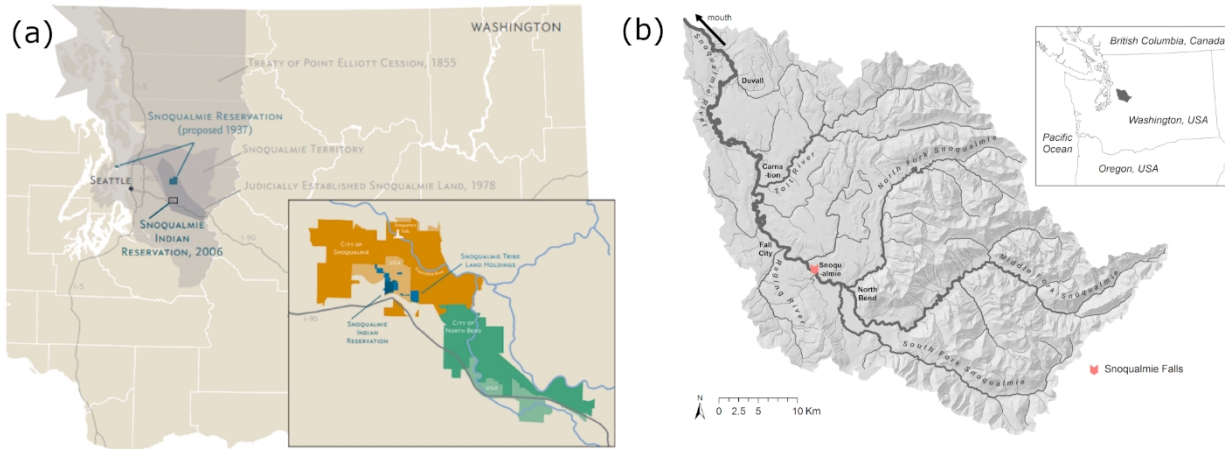 (a)
WASHINGTON
TREATY OF POINT ELLIOTT CESSION, 1855
SNOQUALMIE RESERVATION
(PROPOSED 1937)
SNOQUALMIE TERRITORY
SEATTLE
JUDICIALLY ESTABLISHED SNOQUALMIE LAND, 1978
SNOQUALMIE
INDIAN
RESERVATION, 2006
I-90
I-5
I-5
CITY OF
SNOQUALMIE
UGA
SNOQUALMIE TRIBE
LAND HOLDINGS
I-90
SNOQUALMIE
INDIAN
RESERVATION
CITY OF
NORTH BEND
UGA
(b)
mouth
Snoqualmie River
Duvall
Carna
-tion
Tolt River
North Fork Snoqualmie
Fall
City
Raging River
Snoqu
-almie
North
Bend
Middle Fork Snoqualmie
South Fork Snoqualmie
British Columbia, Canada
Washington, USA
Pacific
Ocean
Oregon, USA
Snoqualmie Falls
N
0 2.5 5 10 Km